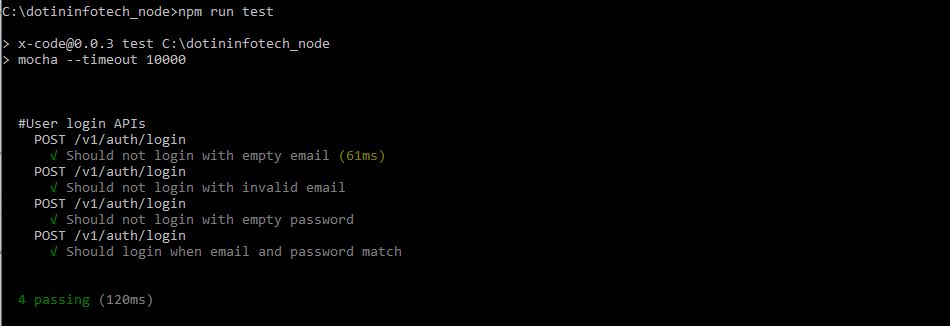 C:\dotininfotech_node>npm run test
> x-code@0.0.3 test C:\dotininfotech_node
> mocha --timeout 10000
#User login APIs
POST /v1/auth/login
√ Should not login with empty email (61ms)
POST /v1/auth/login
√ Should not login with invalid email
POST /v1/auth/login
√ Should not login with empty password
POST /v1/auth/login
√ Should login when email and password match
4 passing (120ms)